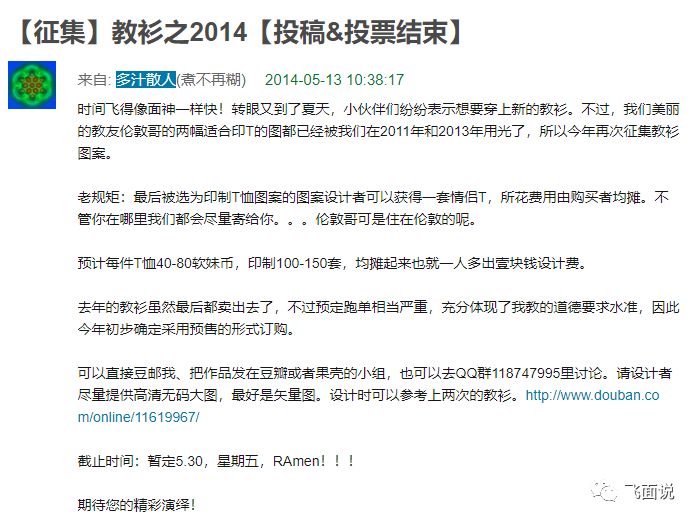 【征集】教衫之2014【投稿&投票结束】
来自: 多汁散人(煮不再糊) 2014-05-13 10:38:17
时间飞得像面神一样快！转眼又到了夏天，小伙伴们纷纷表示想要穿上新的教衫。不过，我们美丽
的教友伦敦哥的两幅适合印T的图都已经被我们在2011年和2013年用光了，所以今年再次征集教衫
图案。
老规矩：最后被选为印制T恤图案的图案设计者可以获得一套情侣T，所花费用由购买者均摊。不
管你在哪里我们都会尽量寄给你。。。伦敦哥可是住在伦敦的呢。
预计每件T恤40-80软妹币，印制100-150套，均摊起来也就一人多出壹块钱设计费。
去年的教衫虽然最后都卖出去了，不过预定跑单相当严重，充分体现了我教的道德要求水准，因此
今年初步确定采用预售的形式订购。
可以直接豆邮我、把作品发在豆瓣或者果壳的小组，也可以去QQ群118747995里讨论。请设计者
尽量提供高清无码大图，最好是矢量图。设计时可以参考上两次的教衫。http://www.douban.co
m/online/11619967/
截止时间：暂定5.30，星期五，RAmen！！！
期待您的精彩演绎！
飞面说